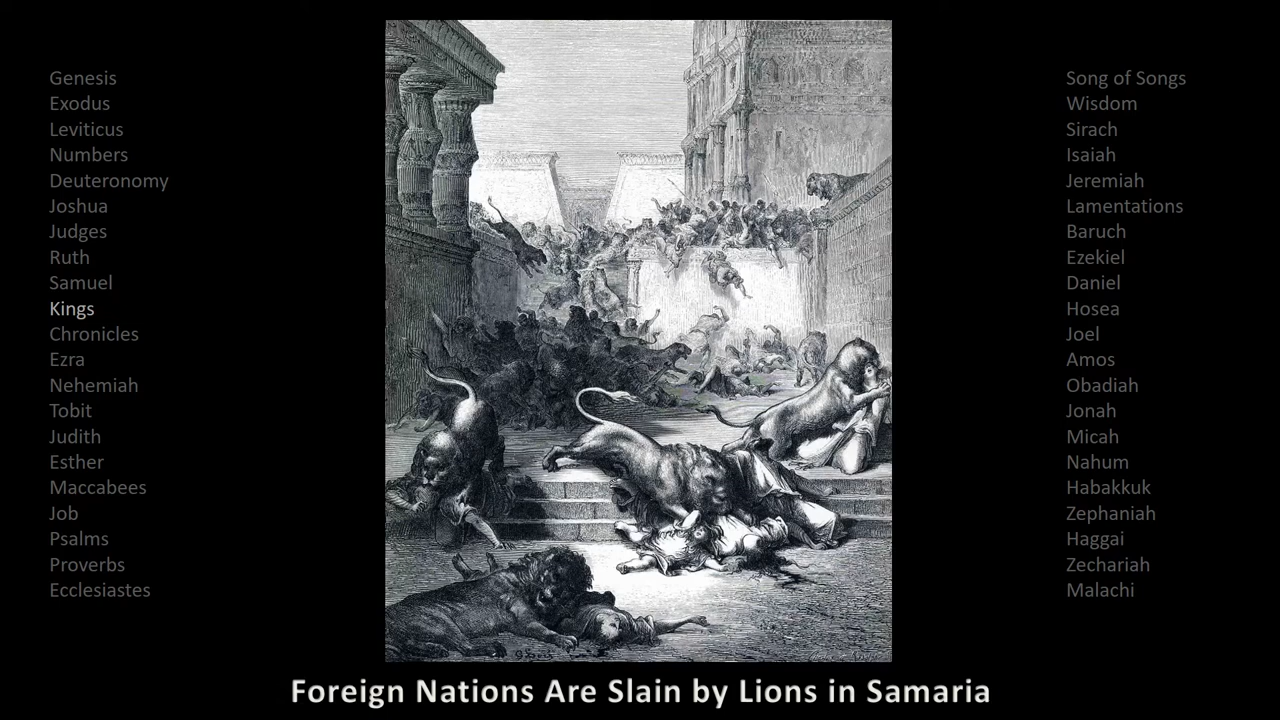 Genesis
Exodus
Leviticus
Numbers
Deuteronomy
Joshua
Judges
Ruth
Samuel
Kings
Chronicles
Ezra
Nehemiah
Tobit
Judith
Esther
Maccabees
Job
Psalms
Proverbs
Ecclesiastes
Song of Songs
Wisdom
Sirach
Isaiah
Jeremiah
Lamentations
Baruch
Ezekiel
Daniel
Hosea
Joel
Amos
Obadiah
Jonah
Micah
Nahum
Habakkuk
Zephaniah
Haggai
Zechariah
Malachi
Foreign Nations Are Slain by Lions in Samaria